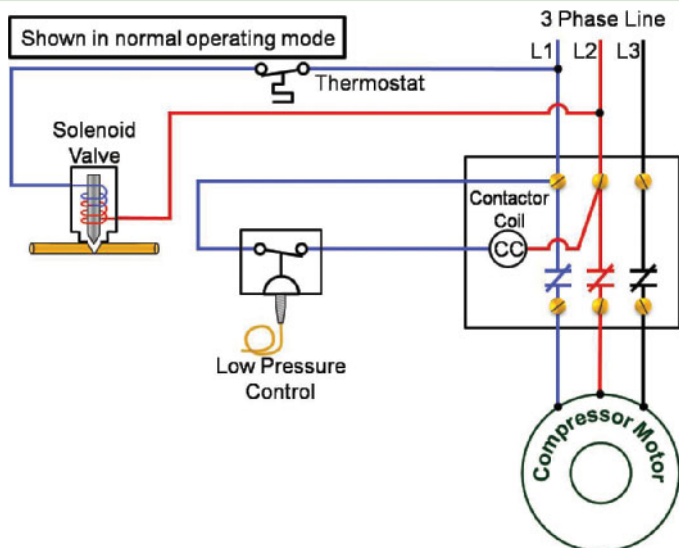 Shown in normal operating mode
3 Phase Line
L1 L2 L3
Thermostat
Solenoid
Valve
Contactor
Coil
CC
Low Pressure
Control
Compressor Motor